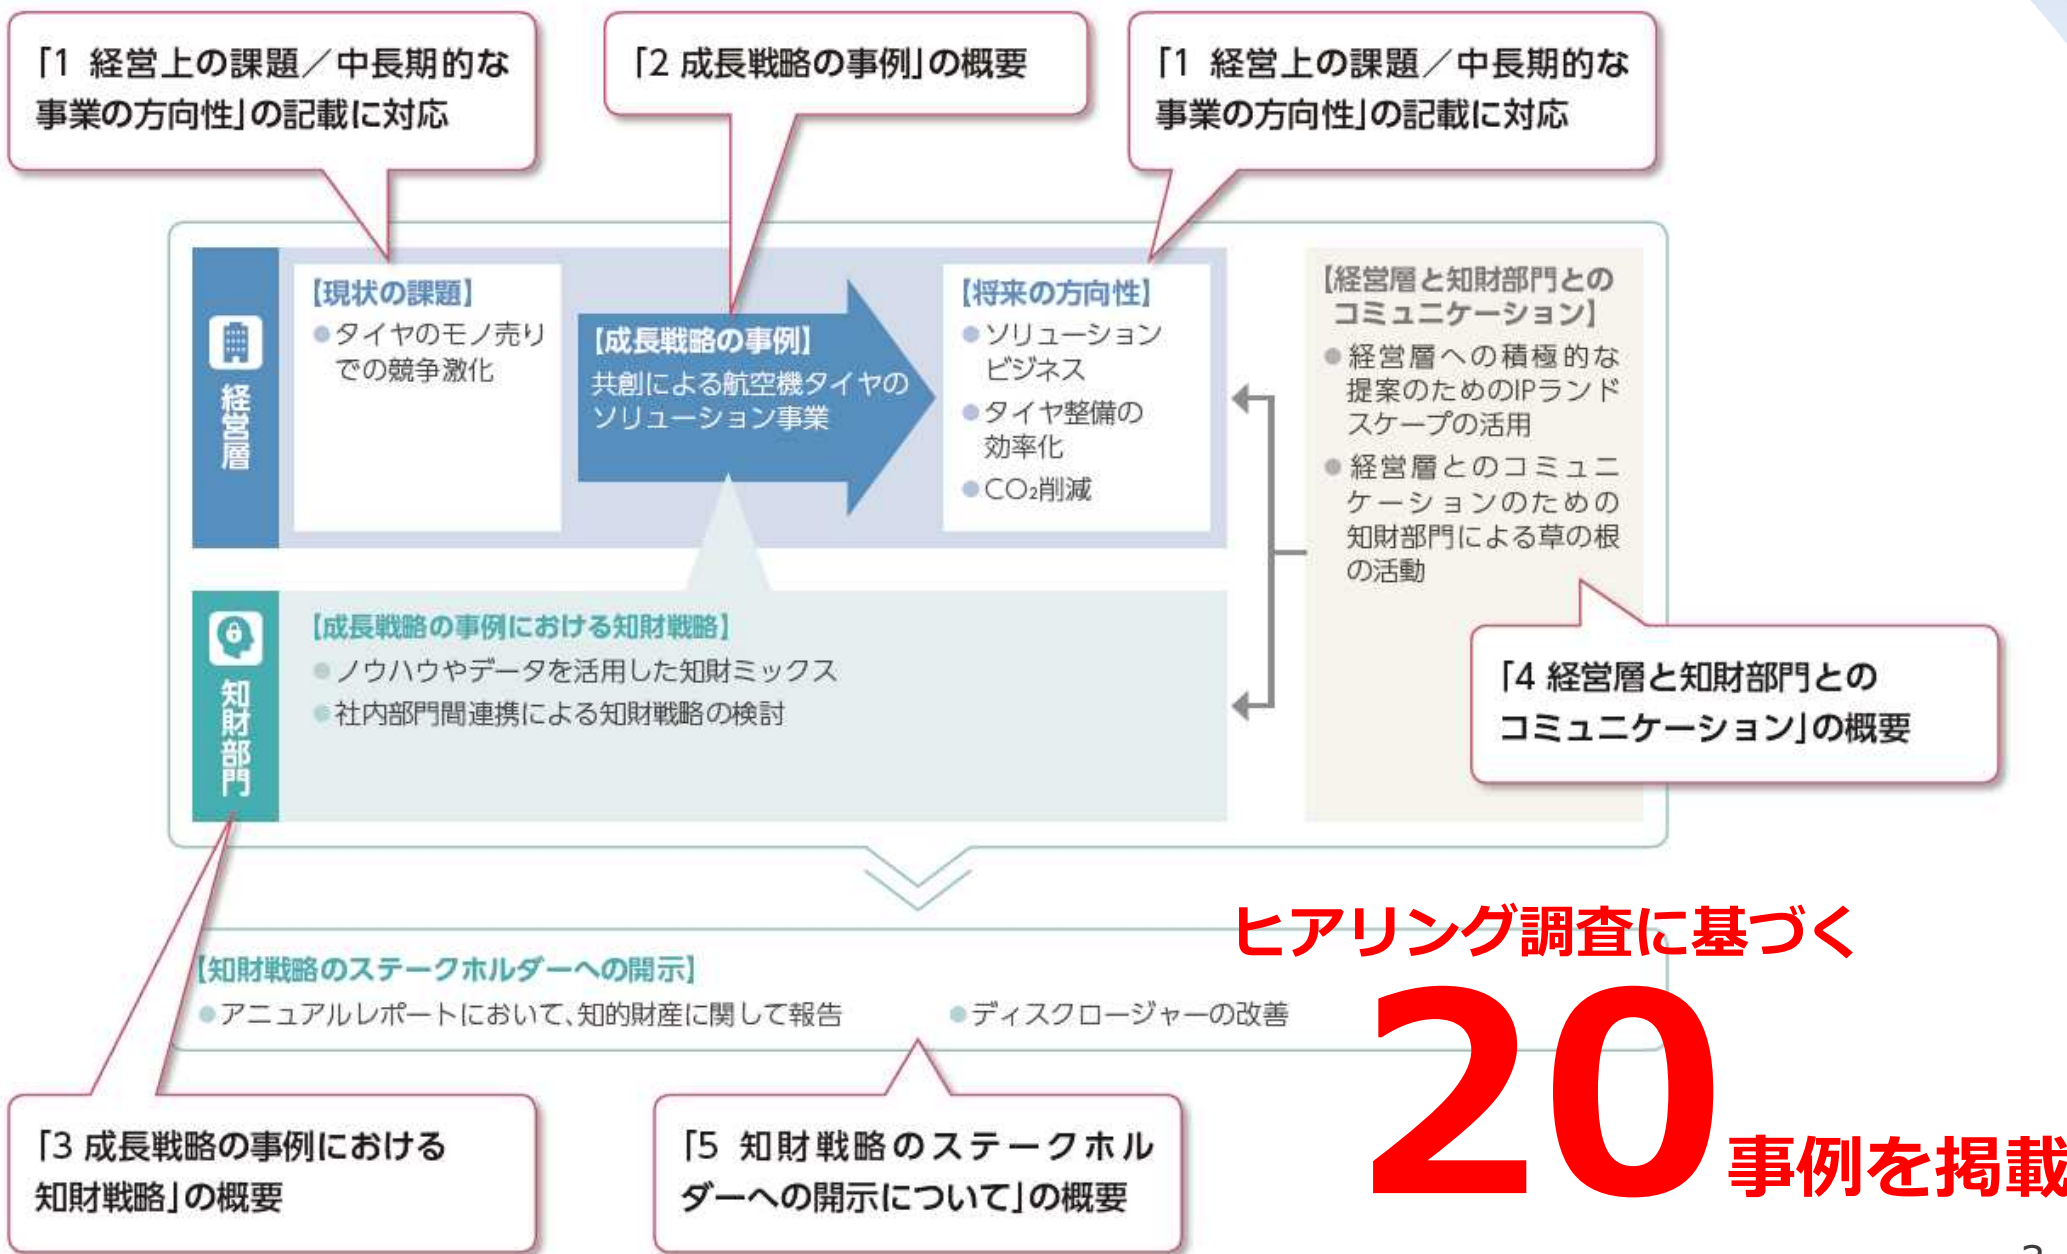 「1 経営上の課題／中長期的な
事業の方向性」の記載に対応
「2 成長戦略の事例」の概要
「1 経営上の課題／中長期的な
事業の方向性」の記載に対応
経営層
【現状の課題】
●タイヤのモノ売り
での競争激化
【成長戦略の事例】
共創による航空機タイヤの
ソリューション事業
【将来の方向性】
●ソリューション
ビジネス
●タイヤ整備の
効率化
●CO₂削減
【経営層と知財部門との
コミュニケーション】
●経営層への積極的な
提案のためのIPランド
スケープの活用
●経営層とのコミュニ
ケーションのための
知財部門による草の根
の活動
知財部門
【成長戦略の事例における知財戦略】
●ノウハウやデータを活用した知財ミックス
●社内部門間連携による知財戦略の検討
「4 経営層と知財部門との
コミュニケーション」の概要
【知財戦略のステークホルダーへの開示】
●アニュアルレポートにおいて、知的財産に関して報告
●ディスクロージャーの改善
「3 成長戦略の事例における
知財戦略」の概要
「5 知財戦略のステークホル
ダーへの開示について」の概要
ヒアリング調査に基づく
20事例を掲載